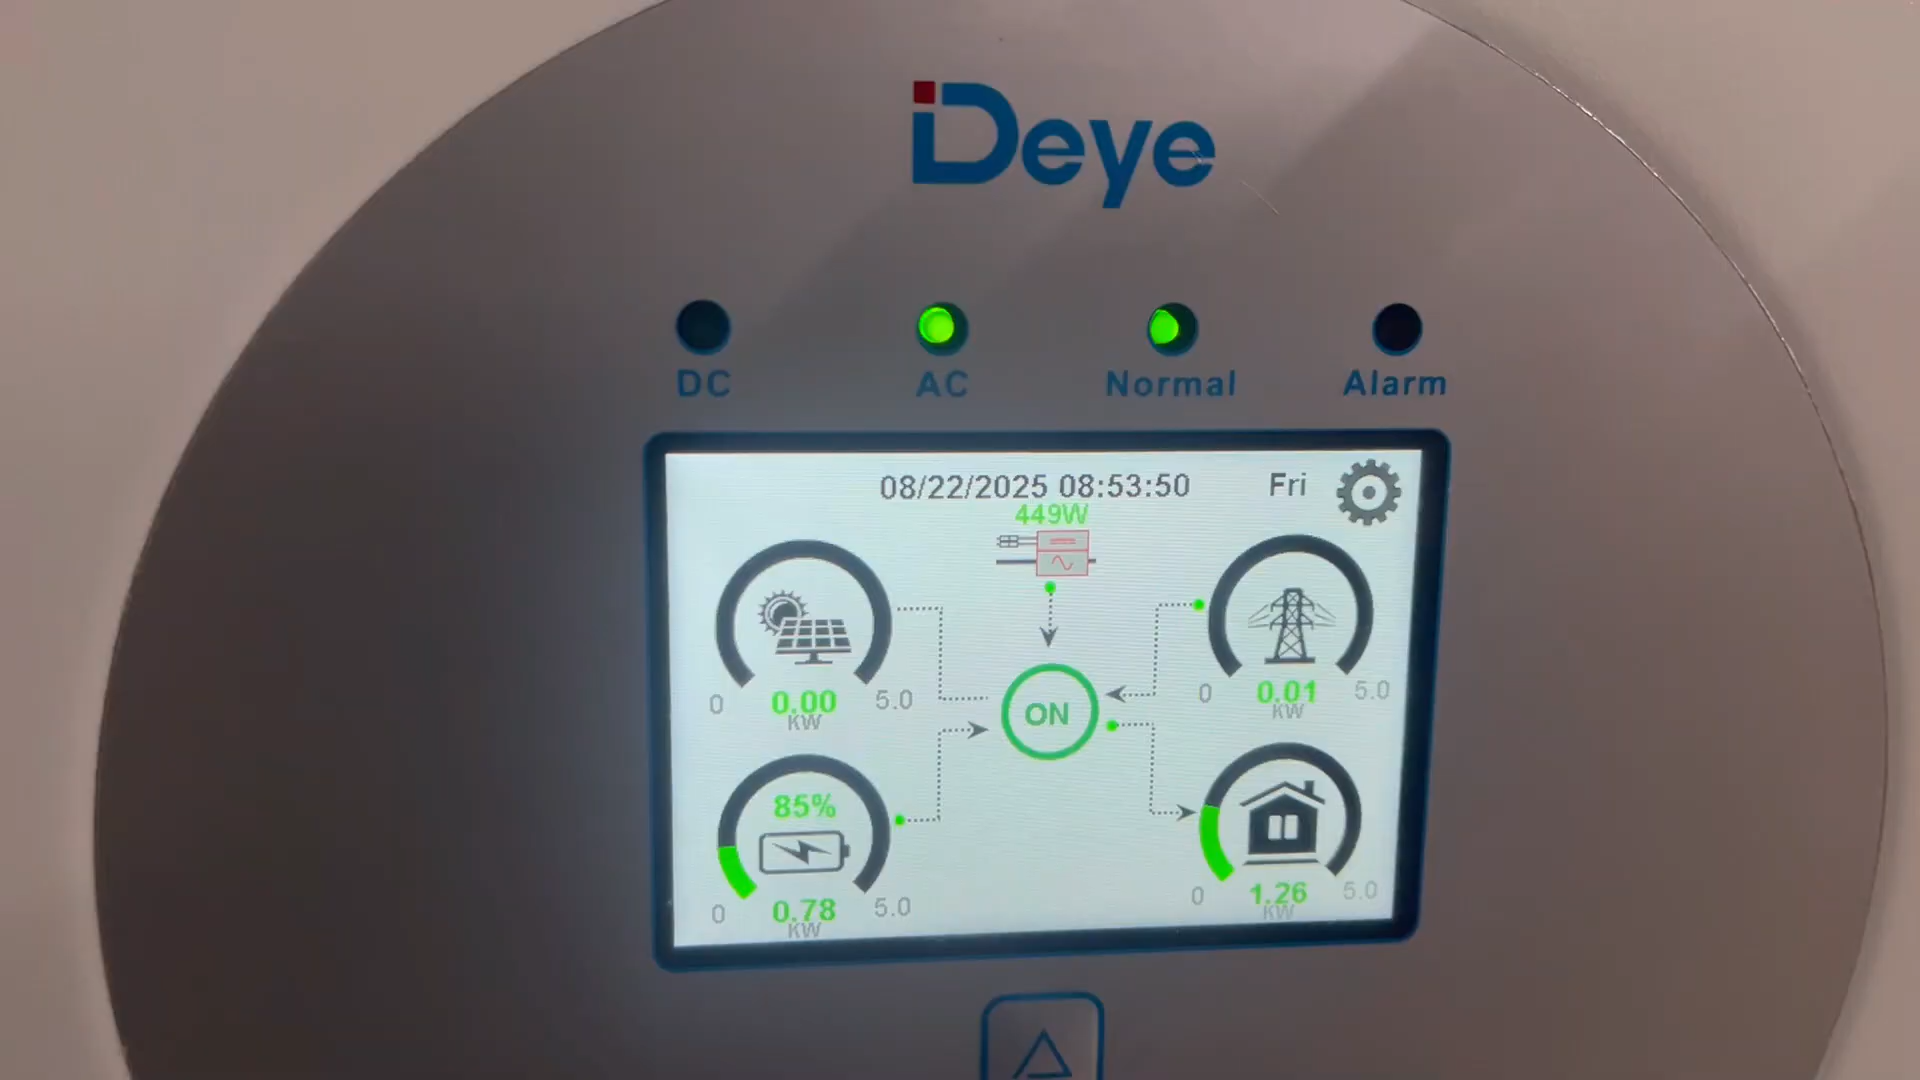 Deye
DC
AC
Normal
Alarm
08/22/2025 08:53:50
Fri
449W
0
0.00
KW
5.0
0
0.01
KW
5.0
ON
85%
0
0.78
KW
5.0
0
1.26
KW
5.0